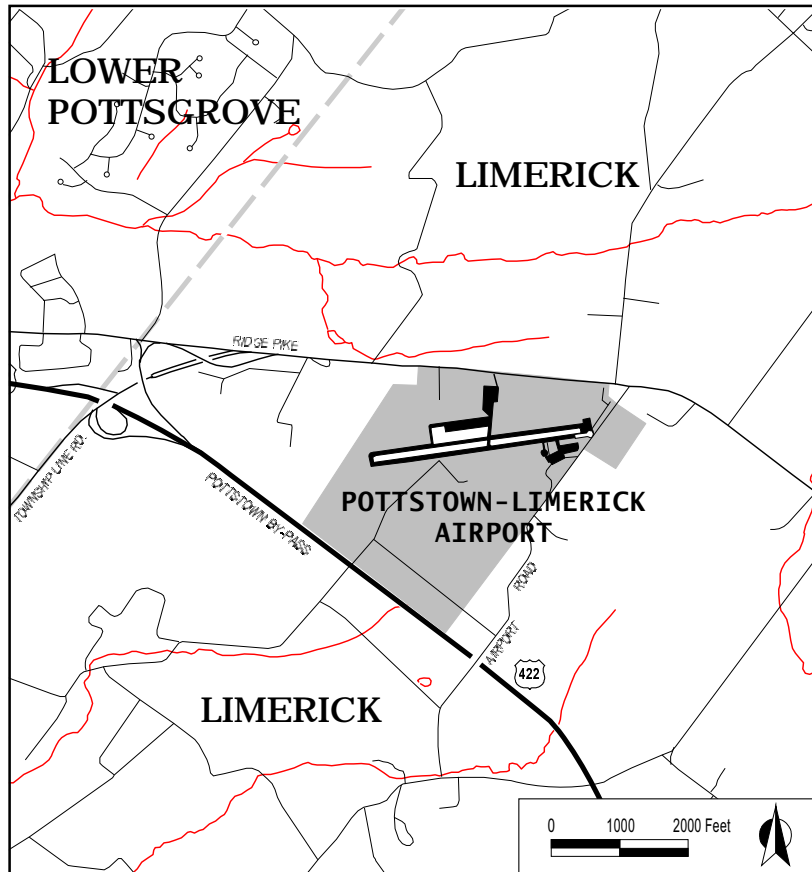 LOWER
POTTSGROVE
LIMERICK
RIDGE PIKE
TOWNSHIP LINE RD.
POTTSTOWN BY-PASS
POTTSTOWN-LIMERICK
AIRPORT
AIRPORT ROAD
422
LIMERICK
0 1000 2000 Feet